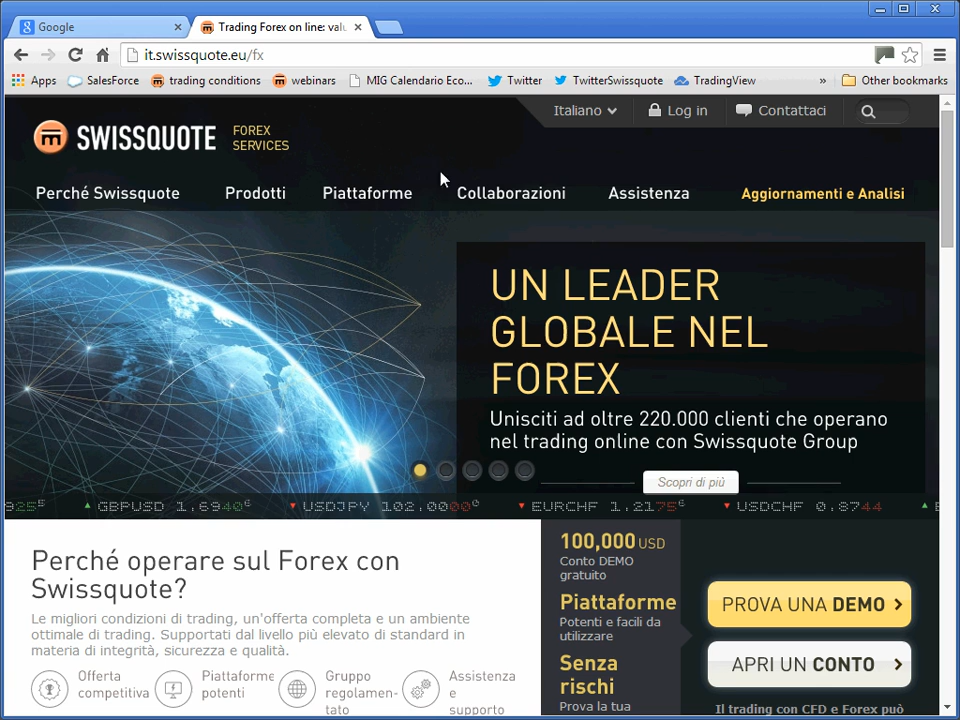 Google
Trading Forex on line: valu
it.swissquote.eu/fx
Apps SalesForce trading conditions webinars MIG Calendario Eco... Twitter TwitterSwissquote TradingView » Other bookmarks
Italiano Log in Contattaci
SWISSQUOTE FOREX
SERVICES
Perché Swissquote Prodotti Piattaforme Collaborazioni Assistenza Aggiornamenti e Analisi
UN LEADER
GLOBALE NEL
FOREX
Unisciti ad oltre 220.000 clienti che operano
nel trading online con Swissquote Group
Scopri di più
GBPUSD 1.6940⁶ USDJPY 102.00⁰ EURCHF 1.2175⁶ USDCHF 0.8744
Perché operare sul Forex con
Swissquote?
Le migliori condizioni di trading, un'offerta completa e un ambiente
ottimale di trading. Supportati dal livello più elevato di standard in
materia di integrità, sicurezza e qualità.
Offerta
competitiva
Piattaforme
potenti
Gruppo
regolamen-
tato
Assistenza
e
supporto
100,000 USD
Conto DEMO
gratuito
Piattaforme
Potenti e facili da
utilizzare
Senza
rischi
Prova la tua
PROVA UNA DEMO
APRI UN CONTO
Il trading con CFD e Forex può